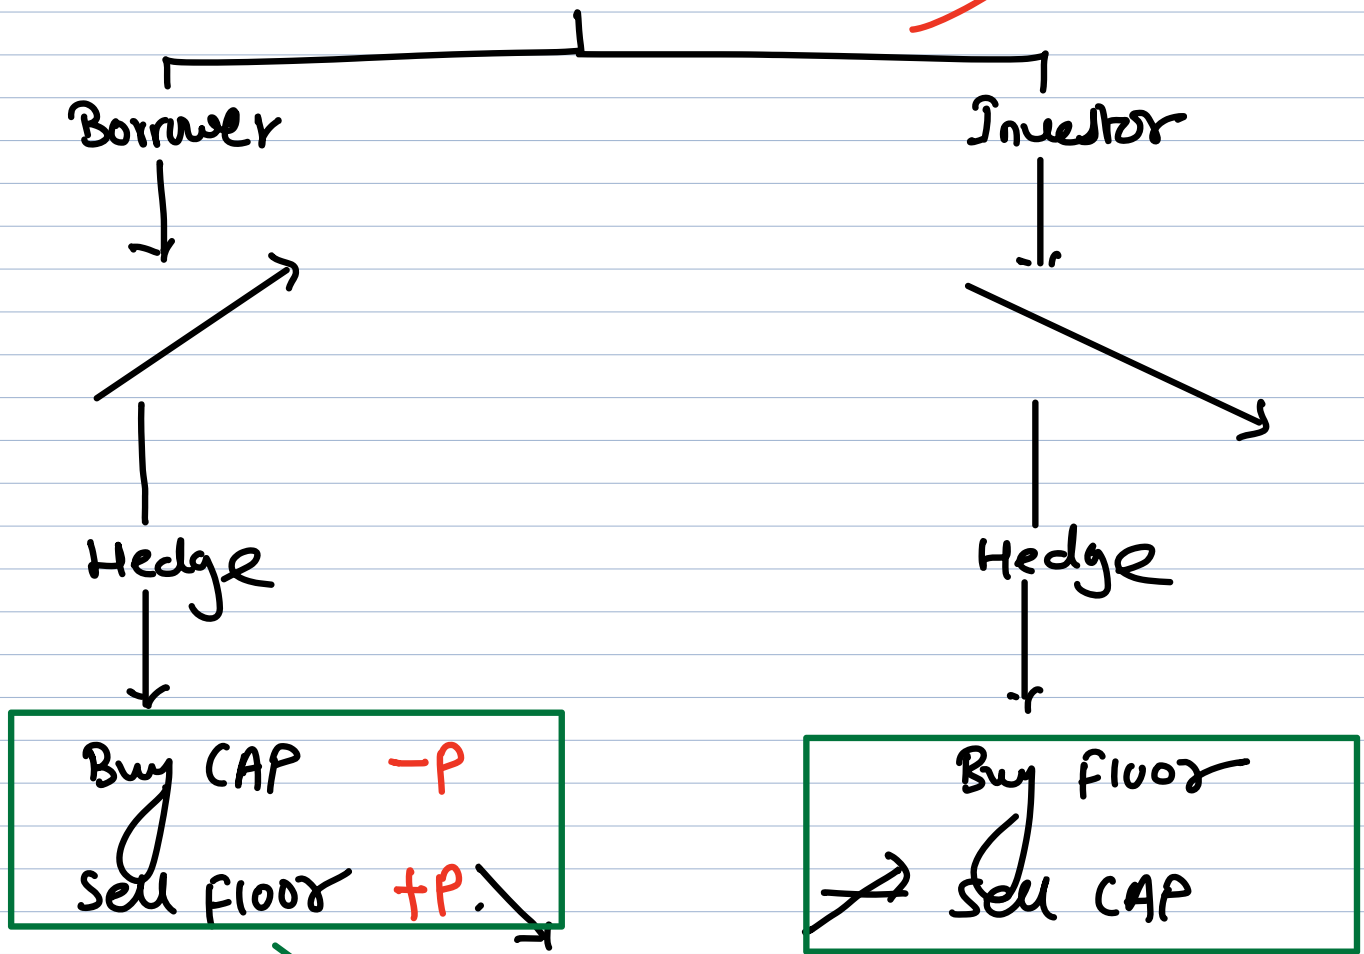 Borrower
Investor
Hedge
Hedge
Buy CAP -P
Sell Floor +P.
Buy Floor
Sell CAP